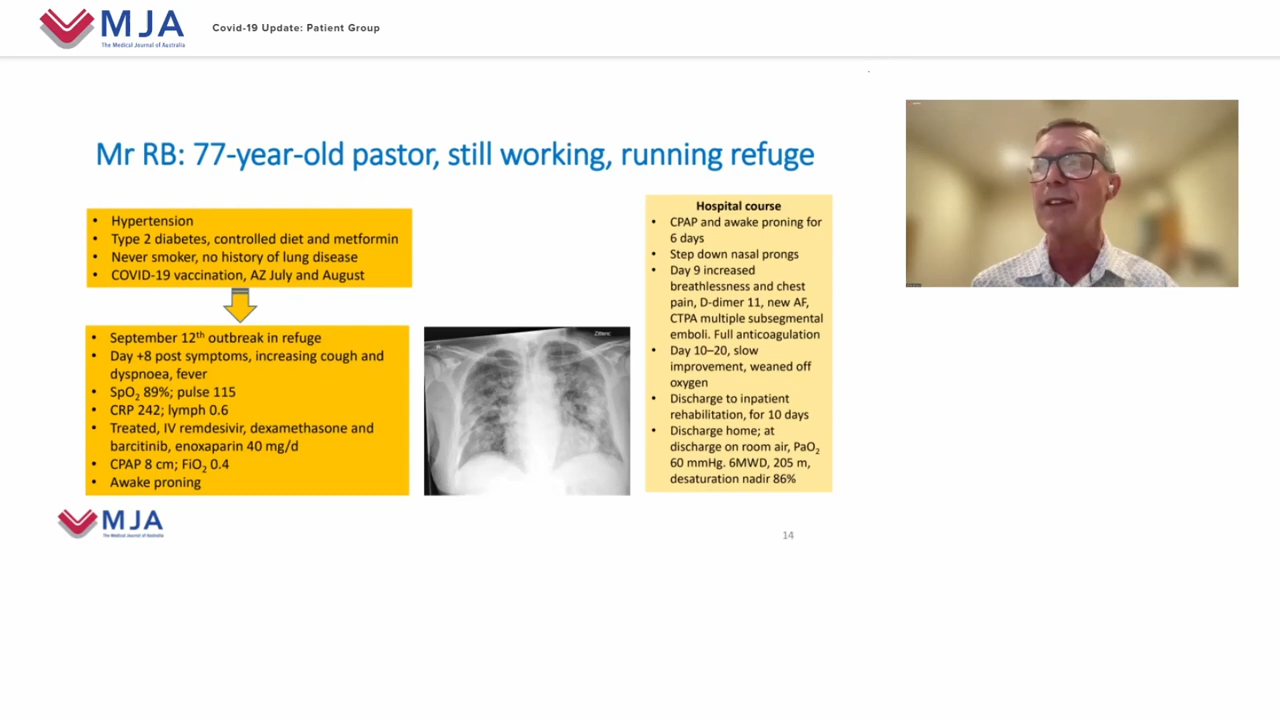 MJA
The Medical Journal of Australia
Covid-19 Update: Patient Group
Mr RB: 77-year-old pastor, still working, running refuge
• Hypertension
• Type 2 diabetes, controlled diet and metformin
• Never smoker, no history of lung disease
• COVID-19 vaccination, AZ July and August
• September 12th outbreak in refuge
• Day +8 post symptoms, increasing cough and
dyspnoea, fever
• SpO2 89%; pulse 115
• CRP 242; lymph 0.6
• Treated, IV remdesivir, dexamethasone and
barcitinib, enoxaparin 40 mg/d
• CPAP 8 cm; FiO2 0.4
• Awake proning
Hospital course
• CPAP and awake proning for
6 days
• Step down nasal prongs
• Day 9 increased
breathlessness and chest
pain, D-dimer 11, new AF,
CTPA multiple subsegmental
emboli. Full anticoagulation
• Day 10–20, slow
improvement, weaned off
oxygen
• Discharge to inpatient
rehabilitation, for 10 days
• Discharge home; at
discharge on room air, PaO2
60 mmHg. 6MWD, 205 m,
desaturation nadir 86%
MJA
The Medical Journal of Australia
14